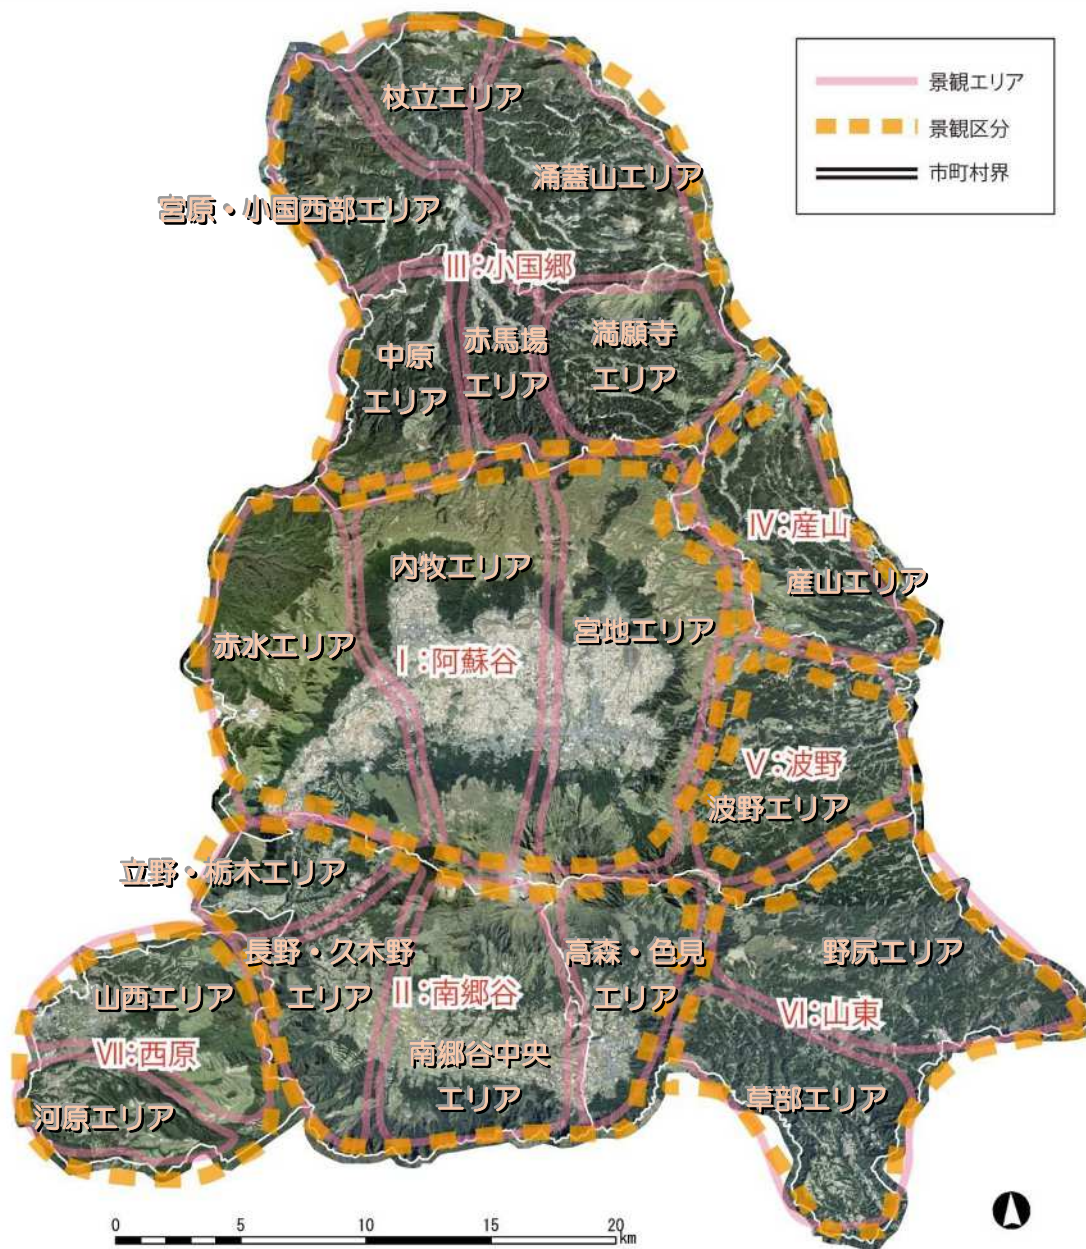 景観エリア
景観区分
市町村界
杖立エリア
涌蓋山エリア
宮原・小国西部エリア
Ⅲ:小国郷
中原
エリア
赤馬場
エリア
満願寺
エリア
Ⅳ:産山
産山エリア
内牧エリア
宮地エリア
赤水エリア
Ⅰ:阿蘇谷
Ⅴ:波野
波野エリア
立野・栃木エリア
長野・久木野
エリア
高森・色見
エリア
野尻エリア
山西エリア
Ⅱ:南郷谷
Ⅵ:山東
Ⅶ:西原
南郷谷中央
エリア
河原エリア
草部エリア
0 5 10 15 20
km